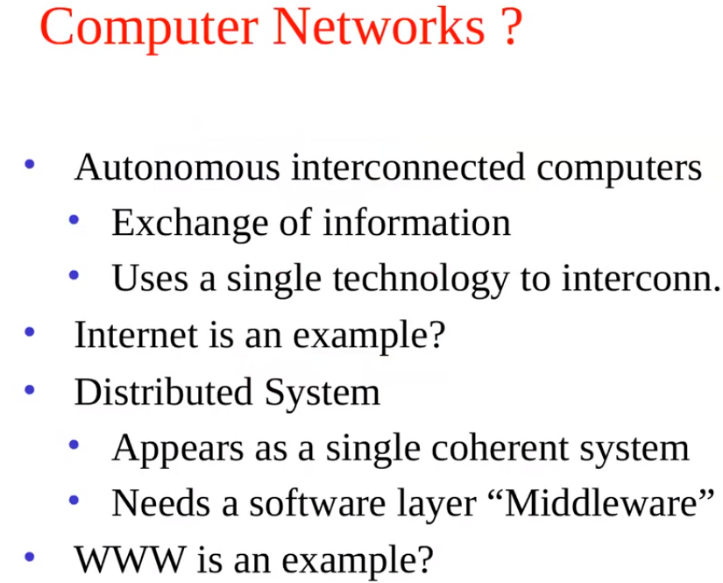 Computer Networks ?
• Autonomous interconnected computers
• Exchange of information
• Uses a single technology to interconn.
• Internet is an example?
• Distributed System
• Appears as a single coherent system
• Needs a software layer “Middleware”
• WWW is an example?